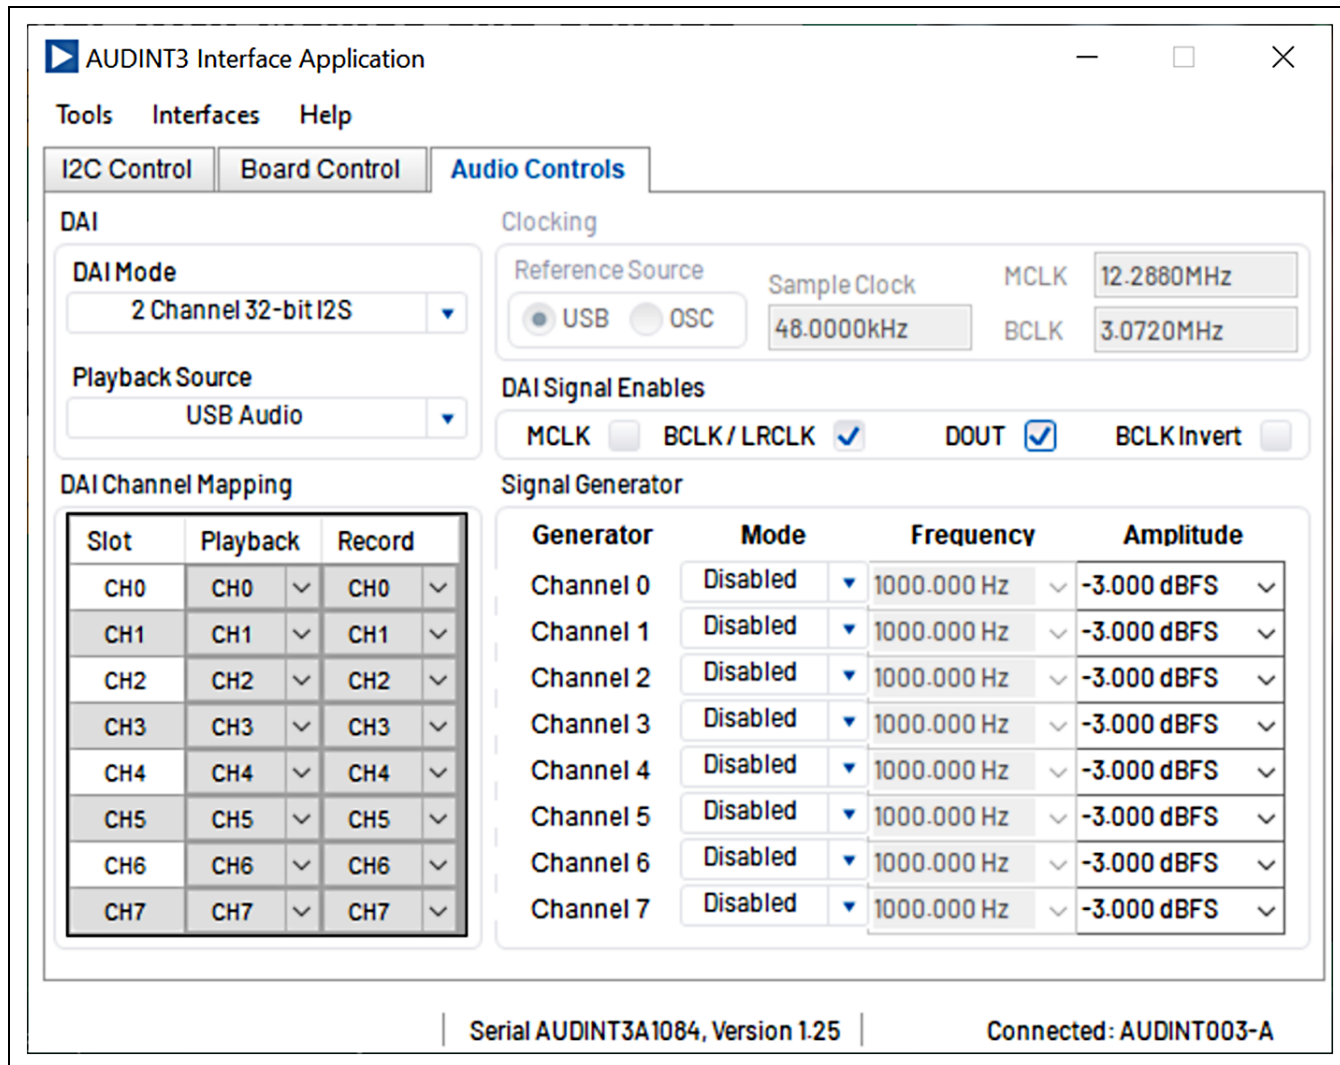 AUDINT3 Interface Application
Tools Interfaces Help
I2C Control Board Control Audio Controls
DAI
DAI Mode
2 Channel 32-bit I2S
Playback Source
USB Audio
Clocking
Reference Source
USB OSC
Sample Clock
48.0000kHz
MCLK 12.2880MHz
BCLK 3.0720MHz
DAI Signal Enables
MCLK BCLK / LRCLK DOUT BCLK Invert
DAI Channel Mapping
Slot Playback Record
CH0 CH0 CH0
CH1 CH1 CH1
CH2 CH2 CH2
CH3 CH3 CH3
CH4 CH4 CH4
CH5 CH5 CH5
CH6 CH6 CH6
CH7 CH7 CH7
Signal Generator
Generator Mode Frequency Amplitude
Channel 0 Disabled 1000.000 Hz -3.000 dBFS
Channel 1 Disabled 1000.000 Hz -3.000 dBFS
Channel 2 Disabled 1000.000 Hz -3.000 dBFS
Channel 3 Disabled 1000.000 Hz -3.000 dBFS
Channel 4 Disabled 1000.000 Hz -3.000 dBFS
Channel 5 Disabled 1000.000 Hz -3.000 dBFS
Channel 6 Disabled 1000.000 Hz -3.000 dBFS
Channel 7 Disabled 1000.000 Hz -3.000 dBFS
Serial AUDINT3A1084, Version 1.25
Connected: AUDINT003-A